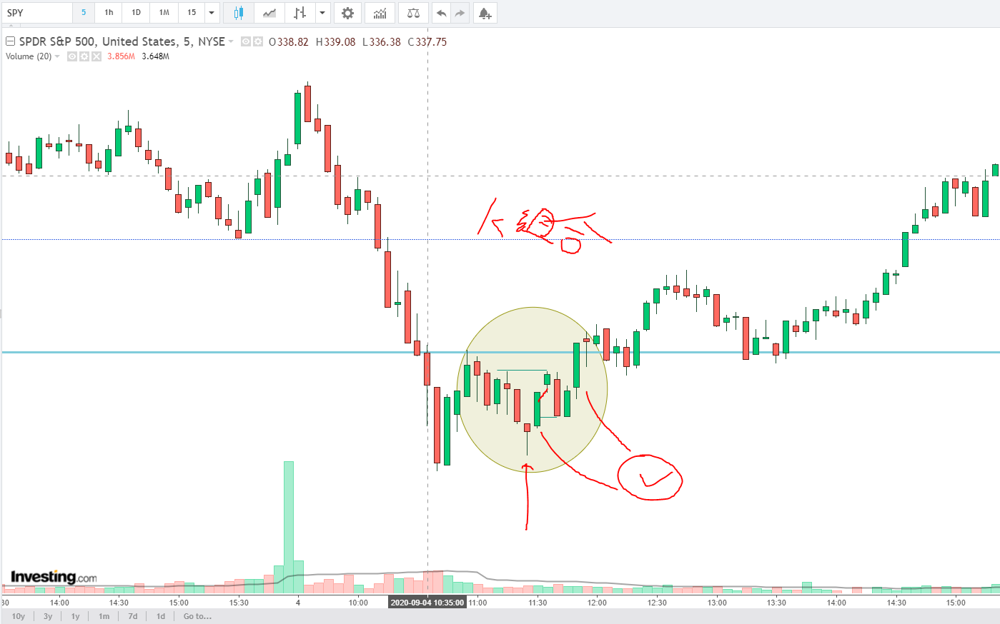 SPY 5 1h 1D 1M 15
SPDR S&P 500, United States, 5, NYSE O338.82 H339.08 L336.38 C337.75
Volume (20) 3.856M 3.648M
Investing.com
30 14:00 14:30 15:00 15:30 4 10:00 2020-09-04 10:35:00 11:00 11:30 12:00 12:30 13:00 13:30 14:00 14:30 15:00
10y 3y 1y 1m 7d 1d Go to...